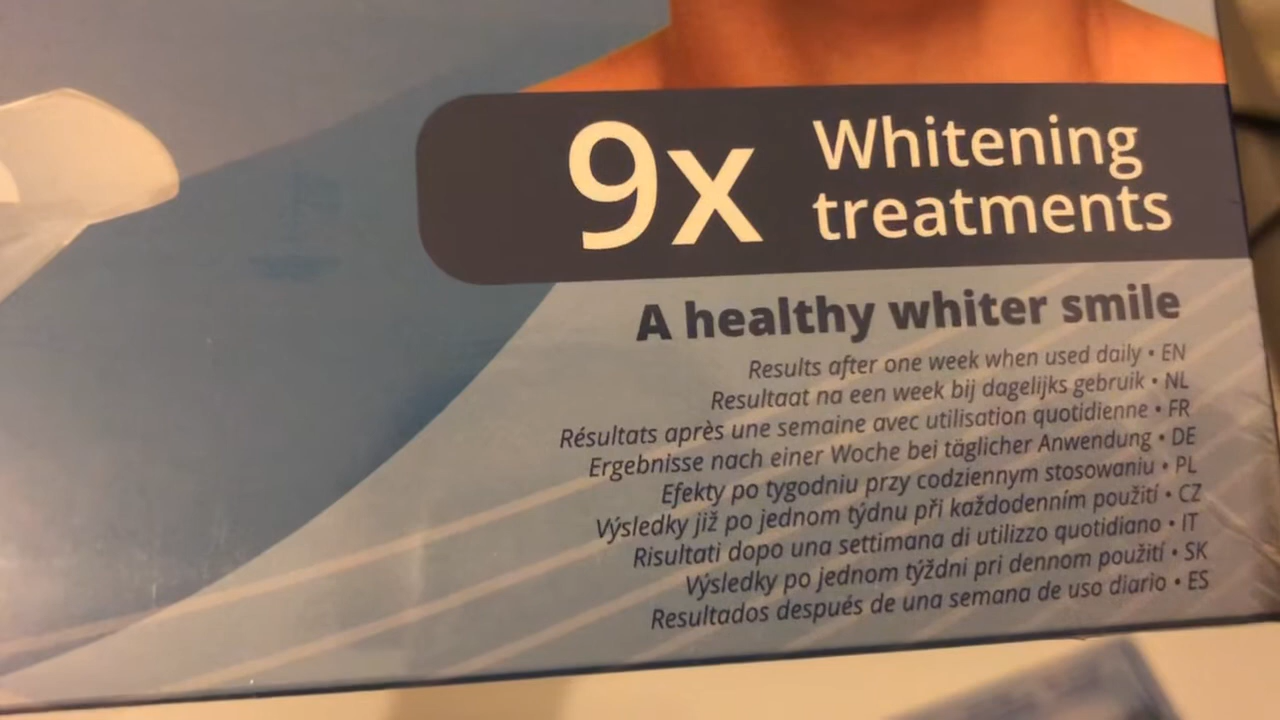 9x Whitening
treatments
A healthy whiter smile
Results after one week when used daily • EN
Resultaat na een week bij dagelijks gebruik • NL
Résultats après une semaine avec utilisation quotidienne • FR
Ergebnisse nach einer Woche bei täglicher Anwendung • DE
Efekty po tygodniu przy codziennym stosowaniu • PL
Výsledky již po jednom týdnu při každodenním použití • CZ
Risultati dopo una settimana di utilizzo quotidiano • IT
Výsledky po jednom týždni pri dennom použití • SK
Resultados después de una semana de uso diario • ES